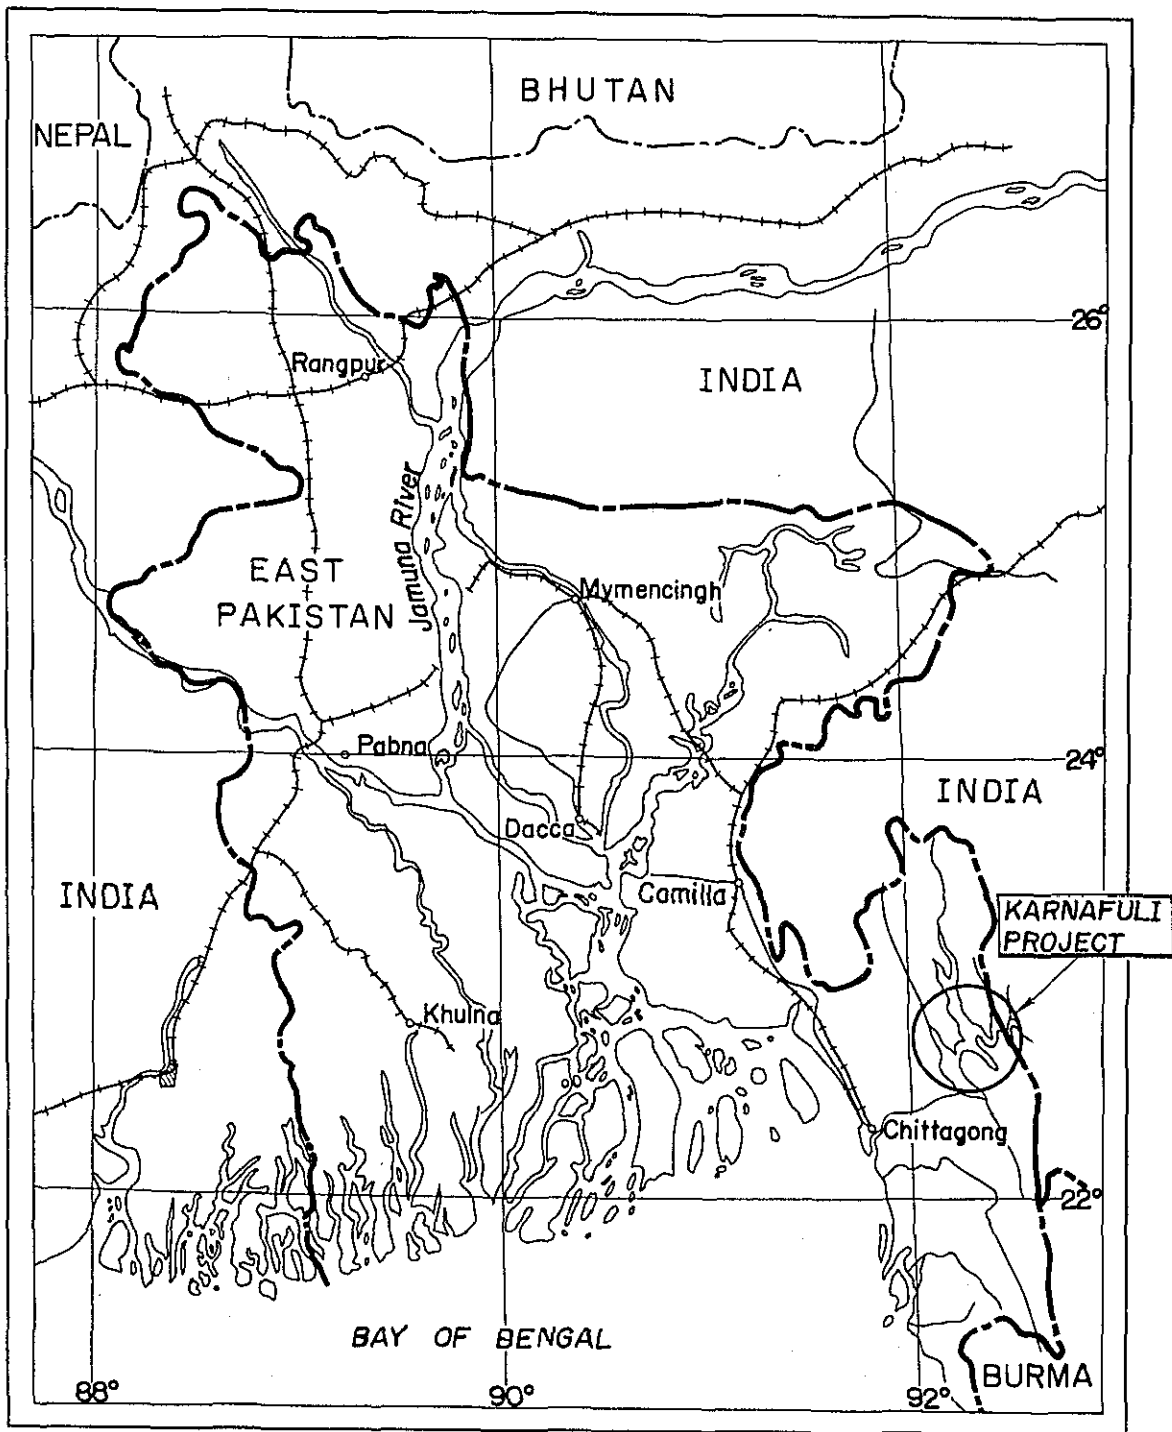 BHUTAN
NEPAL
26°
Rangpur
INDIA
Jamuna River
EAST
PAKISTAN
Mymencingh
Pabna
24°
INDIA
Dacca
INDIA
Camilla
KARNAFULI
PROJECT
Khulna
Chittagong
22°
BAY OF BENGAL
BURMA
88°
90°
92°